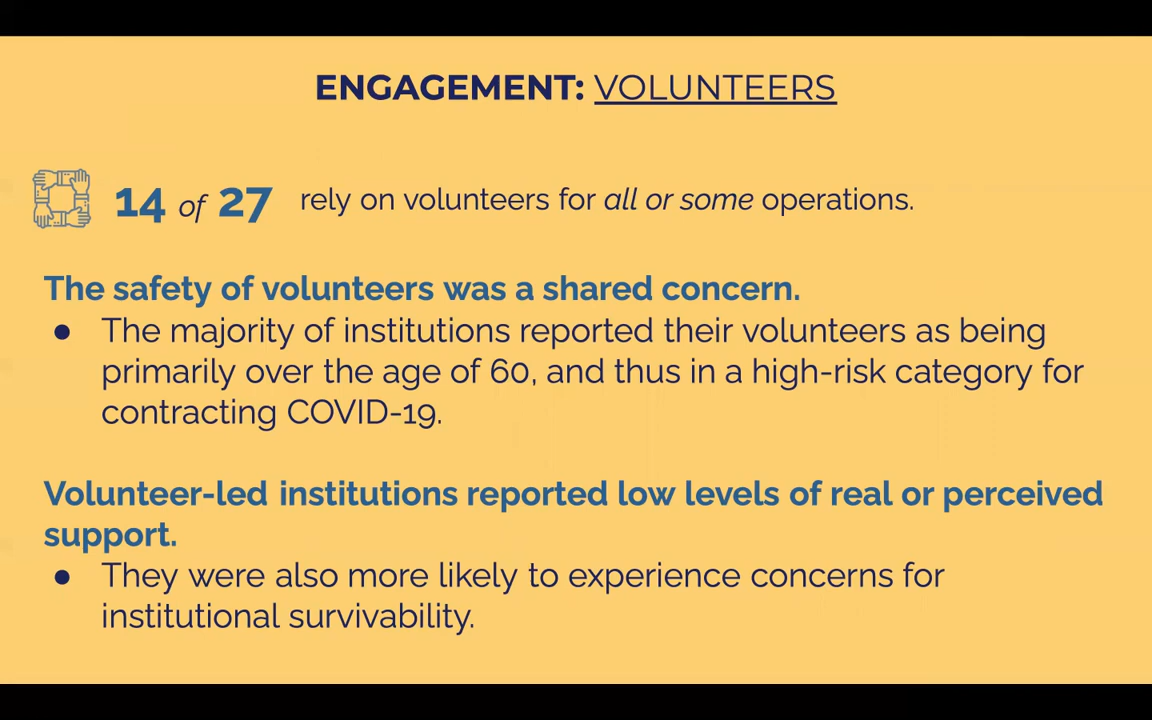 ENGAGEMENT: VOLUNTEERS
14 of 27 rely on volunteers for all or some operations.
The safety of volunteers was a shared concern.
● The majority of institutions reported their volunteers as being
primarily over the age of 60, and thus in a high-risk category for
contracting COVID-19.
Volunteer-led institutions reported low levels of real or perceived
support.
● They were also more likely to experience concerns for
institutional survivability.